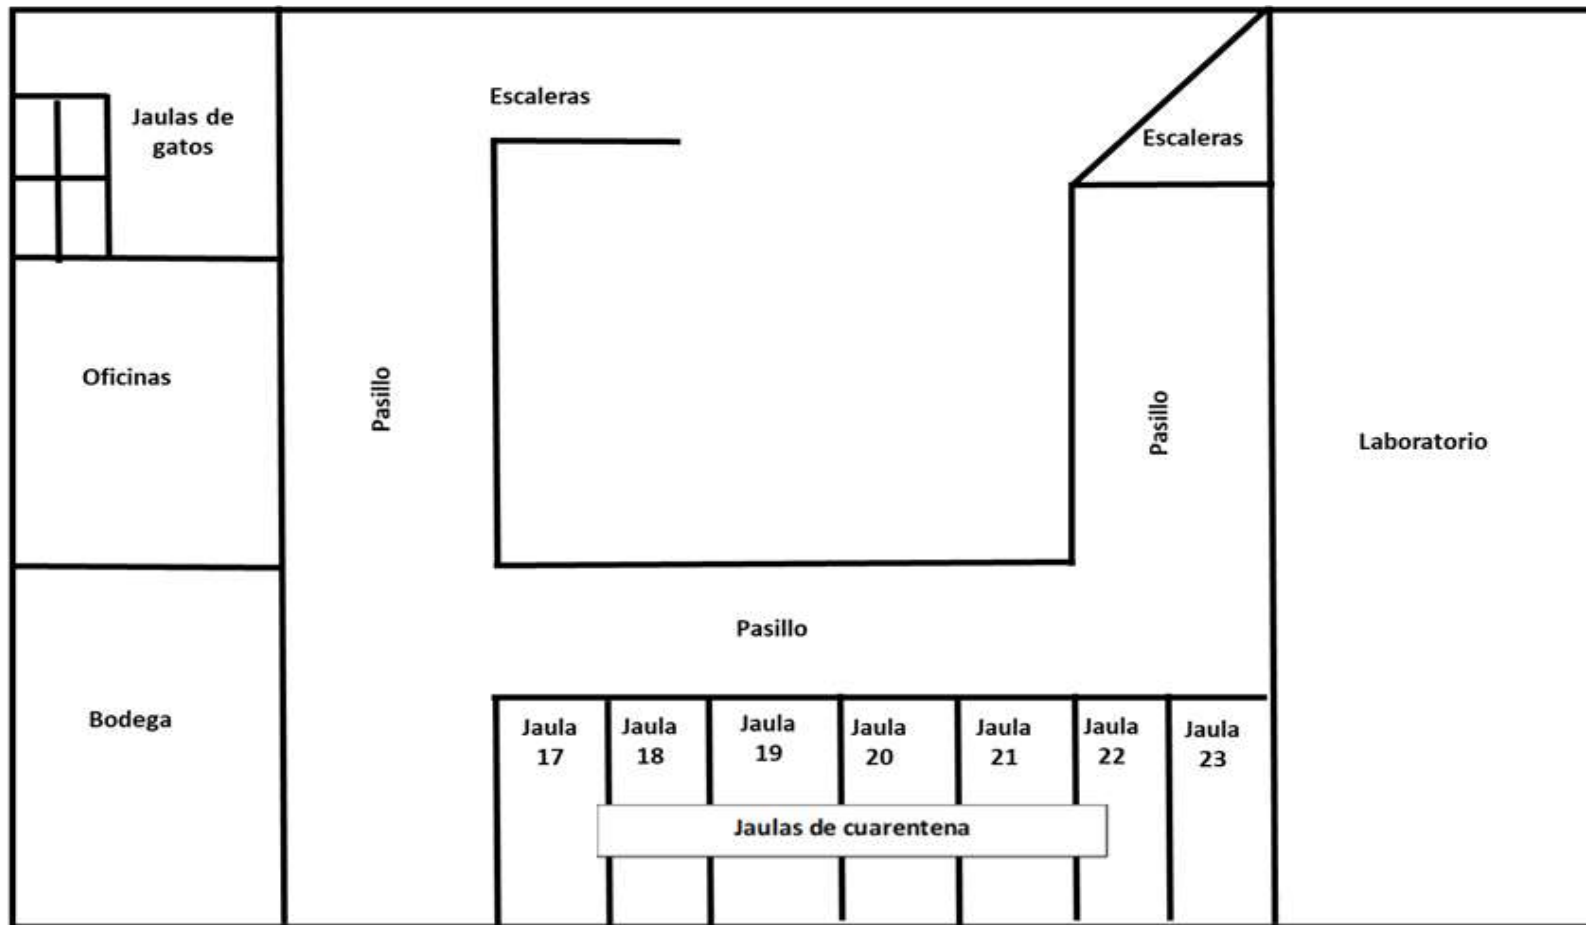 Escaleras
Jaulas de
gatos
Escaleras
Oficinas
Pasillo
Pasillo
Laboratorio
Pasillo
Bodega
Jaula
17
Jaula
18
Jaula
19
Jaula
20
Jaula
21
Jaula
22
Jaula
23
Jaulas de cuarentena